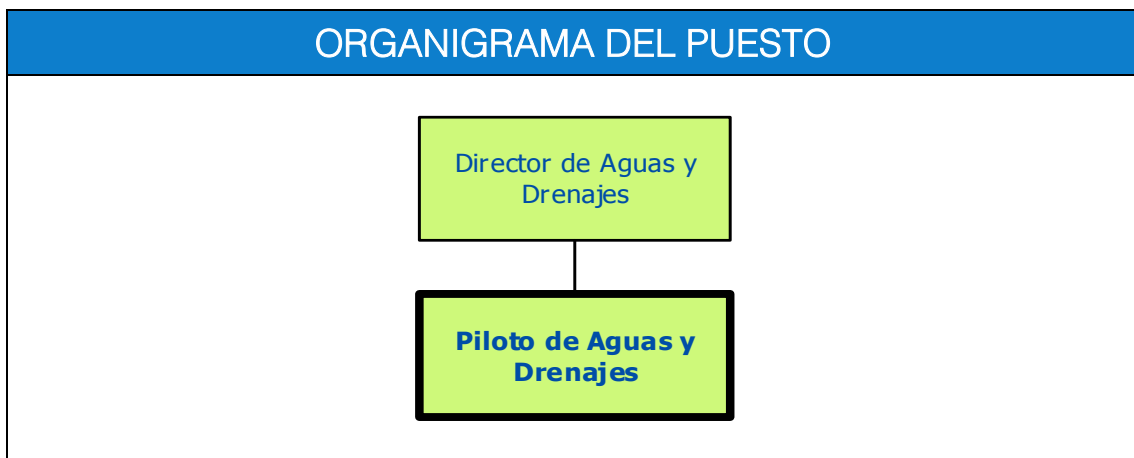 ORGANIGRAMA DEL PUESTO
Director de Aguas y
Drenajes
Piloto de Aguas y
Drenajes